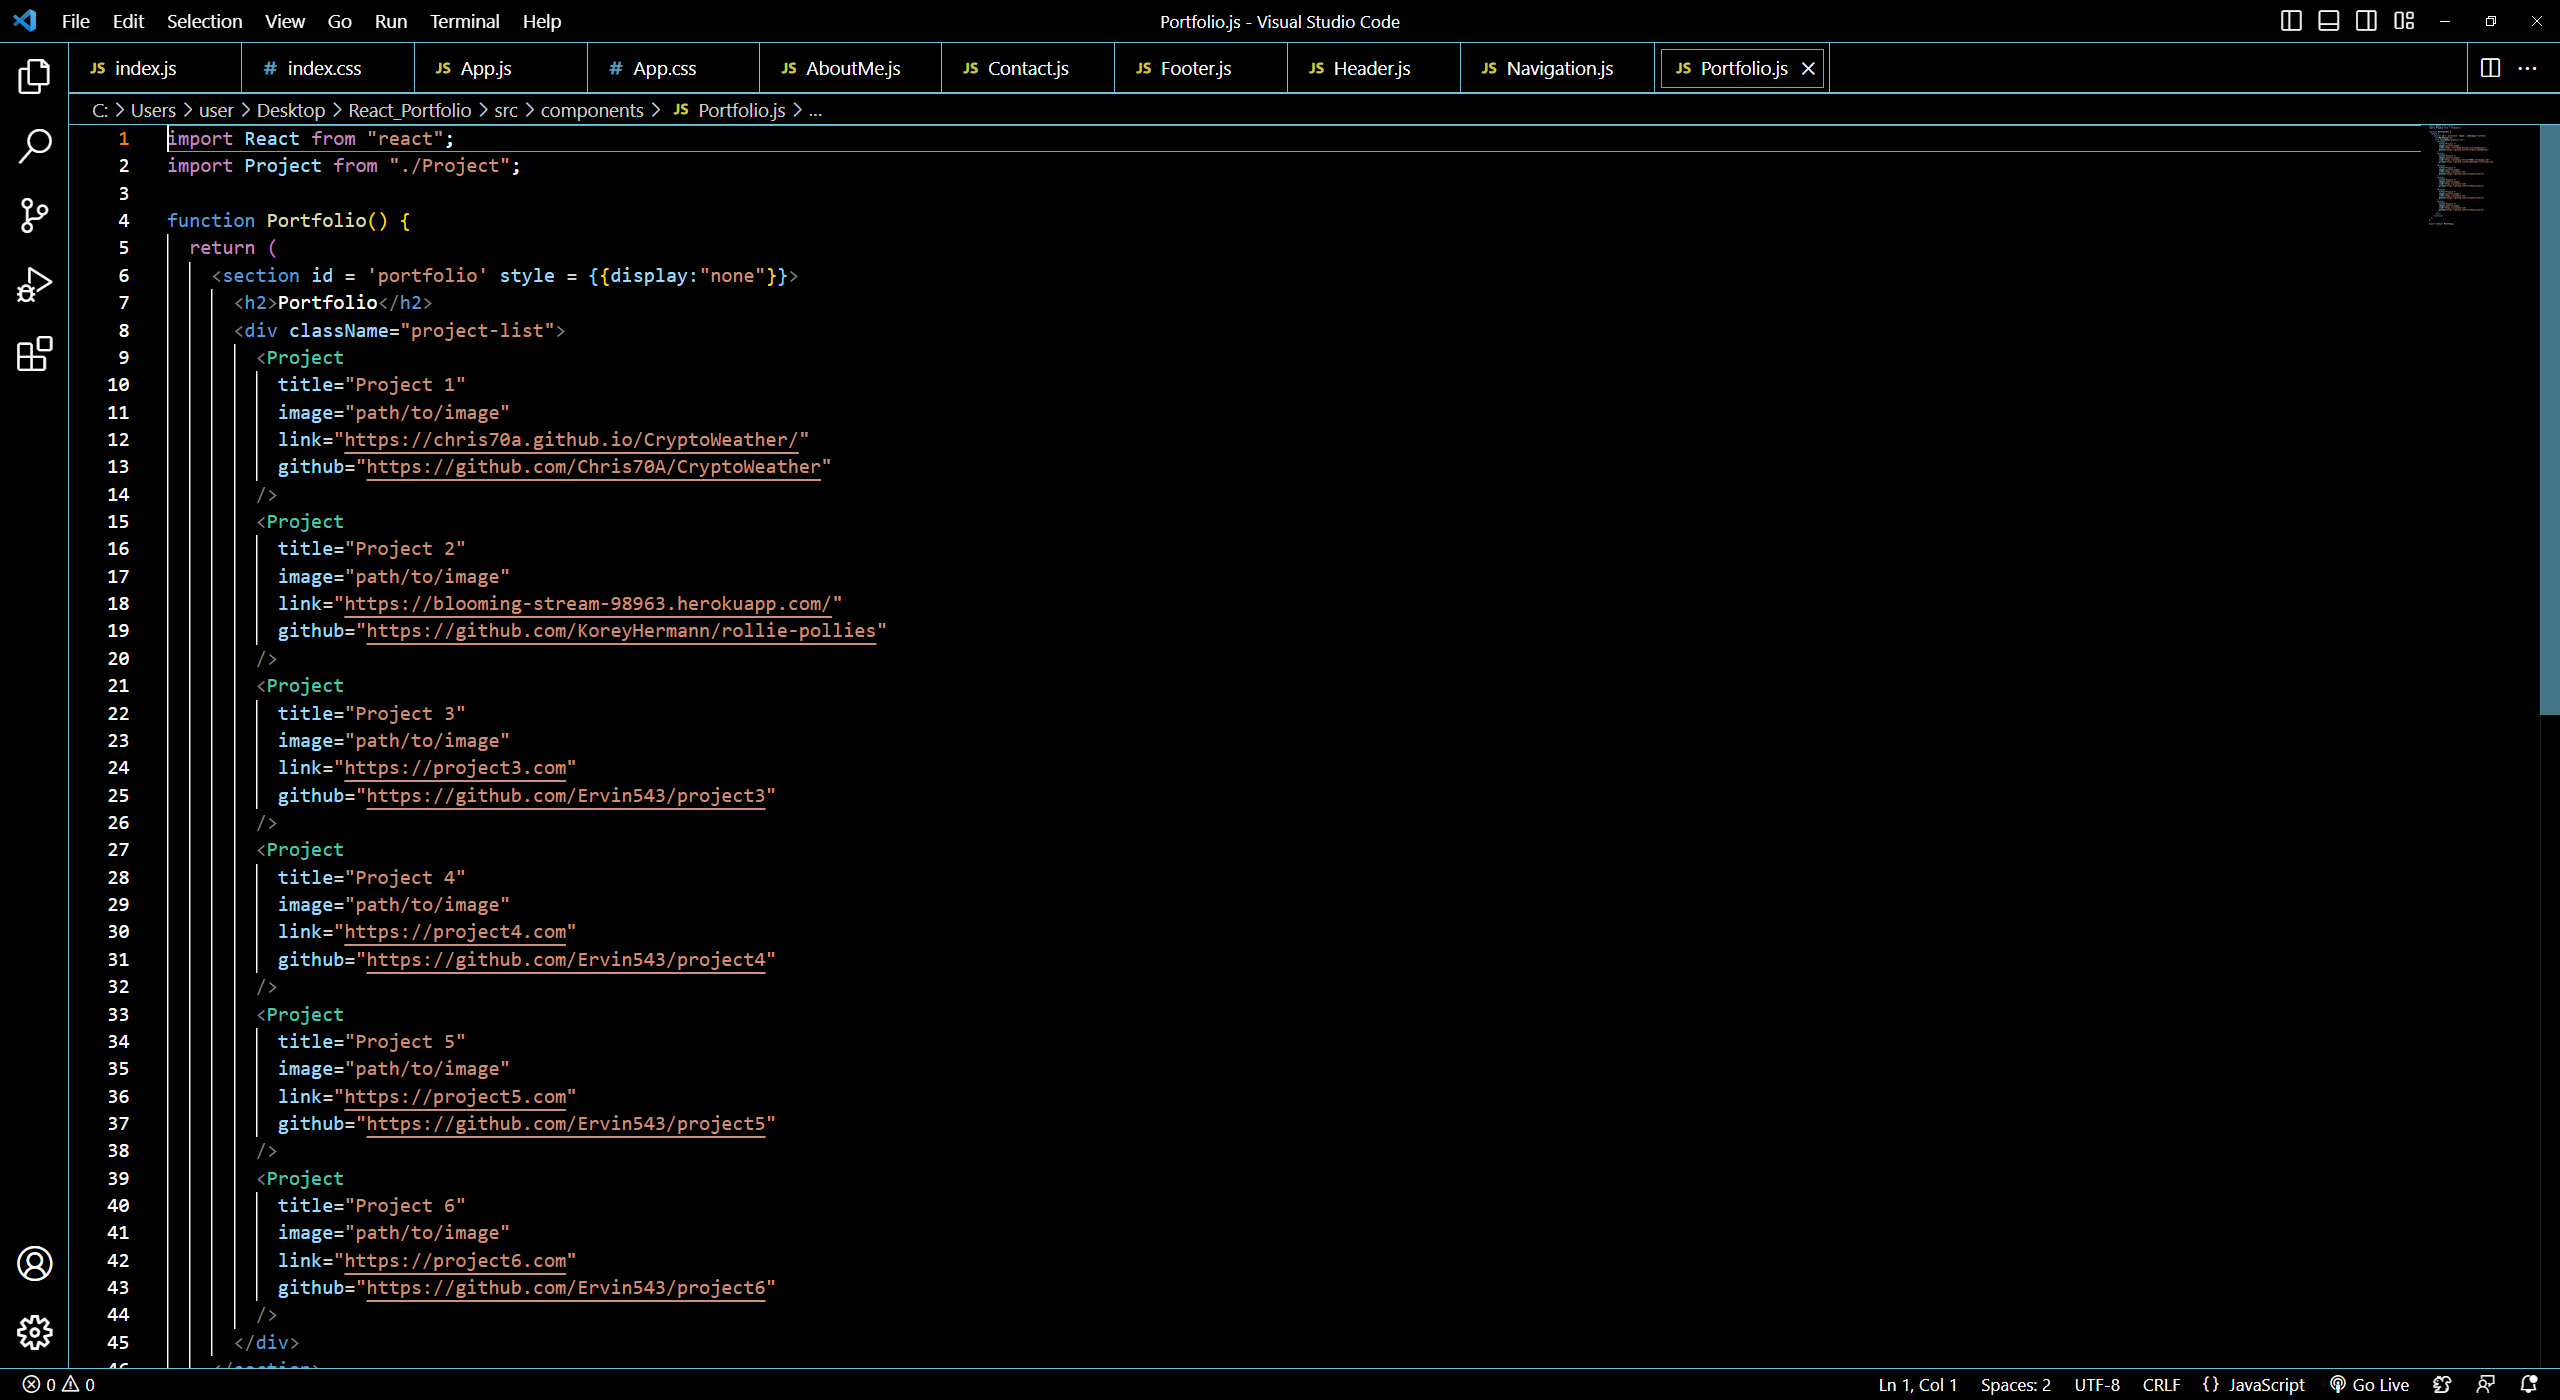 File Edit Selection View Go Run Terminal Help
Portfolio.js - Visual Studio Code
JS index.js # index.css JS App.js # App.css JS AboutMe.js JS Contact.js JS Footer.js JS Header.js JS Navigation.js JS Portfolio.js
C: > Users > user > Desktop > React_Portfolio > src > components > JS Portfolio.js > ...
1 import React from "react";
2 import Project from "./Project";
3
4 function Portfolio() {
5 return (
6 <section id = 'portfolio' style = {{display:"none"}}>
7 <h2>Portfolio</h2>
8 <div className="project-list">
9 <Project
10 title="Project 1"
11 image="path/to/image"
12 link="https://chris70a.github.io/CryptoWeather/"
13 github="https://github.com/Chris70A/CryptoWeather"
14 />
15 <Project
16 title="Project 2"
17 image="path/to/image"
18 link="https://blooming-stream-98963.herokuapp.com/"
19 github="https://github.com/KoreyHermann/rollie-pollies"
20 />
21 <Project
22 title="Project 3"
23 image="path/to/image"
24 link="https://project3.com"
25 github="https://github.com/Ervin543/project3"
26 />
27 <Project
28 title="Project 4"
29 image="path/to/image"
30 link="https://project4.com"
31 github="https://github.com/Ervin543/project4"
32 />
33 <Project
34 title="Project 5"
35 image="path/to/image"
36 link="https://project5.com"
37 github="https://github.com/Ervin543/project5"
38 />
39 <Project
40 title="Project 6"
41 image="path/to/image"
42 link="https://project6.com"
43 github="https://github.com/Ervin543/project6"
44 />
45 </div>
46 </section>
0 0
Ln 1, Col 1 Spaces: 2 UTF-8 CRLF {} JavaScript Go Live